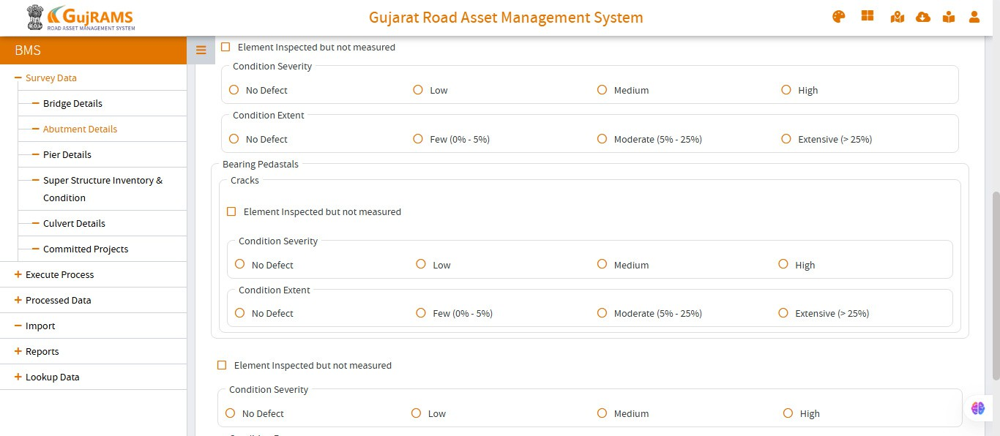 GujRAMS
ROAD ASSET MANAGEMENT SYSTEM
Gujarat Road Asset Management System
BMS
Survey Data
Bridge Details
Abutment Details
Pier Details
Super Structure Inventory &
Condition
Culvert Details
Committed Projects
Execute Process
Processed Data
Import
Reports
Lookup Data
Element Inspected but not measured
Condition Severity
No Defect Low Medium High
Condition Extent
No Defect Few (0% - 5%) Moderate (5% - 25%) Extensive (> 25%)
Bearing Pedastals
Cracks
Element Inspected but not measured
Condition Severity
No Defect Low Medium High
Condition Extent
No Defect Few (0% - 5%) Moderate (5% - 25%) Extensive (> 25%)
Element Inspected but not measured
Condition Severity
No Defect Low Medium High